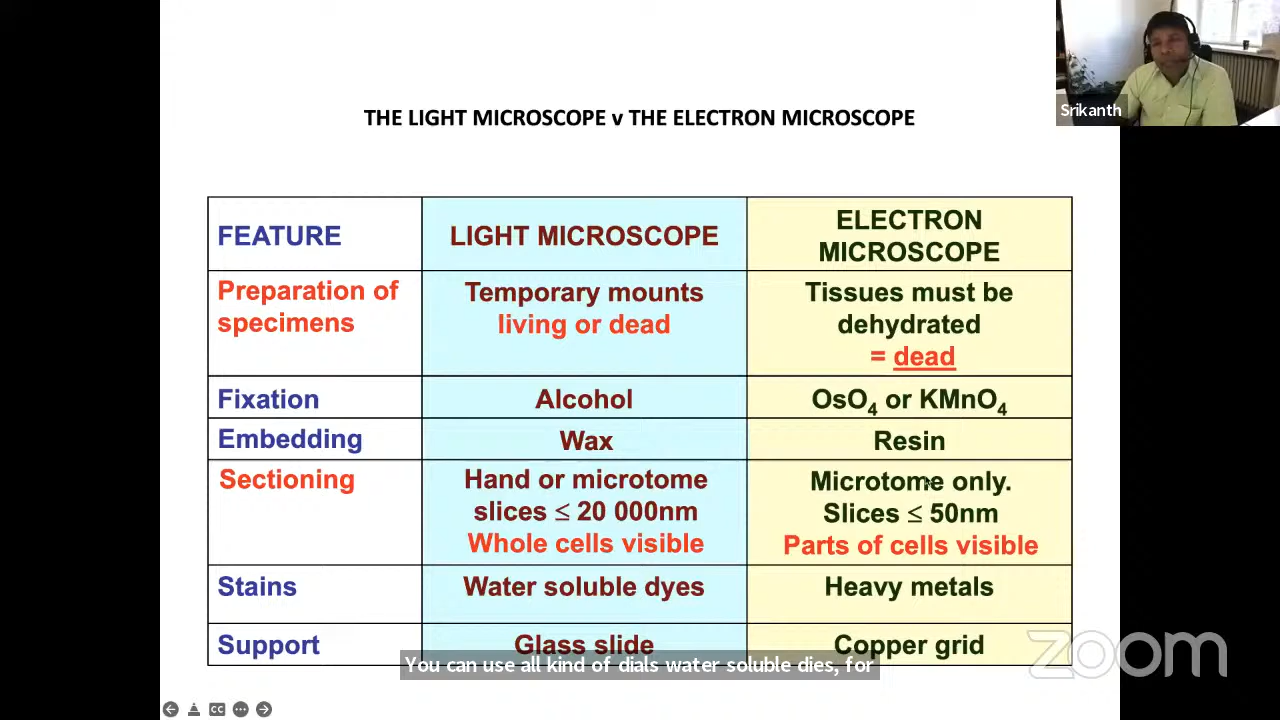 Srikanth
THE LIGHT MICROSCOPE v THE ELECTRON MICROSCOPE
FEATURE
LIGHT MICROSCOPE
ELECTRON
MICROSCOPE
Preparation of
specimens
Temporary mounts
living or dead
Tissues must be
dehydrated
= dead
Fixation
Alcohol
OsO₄ or KMnO₄
Embedding
Wax
Resin
Sectioning
Hand or microtome
slices ≤ 20 000nm
Whole cells visible
Microtome only.
Slices ≤ 50nm
Parts of cells visible
Stains
Water soluble dyes
Heavy metals
Support
Glass slide
Copper grid
You can use all kind of dials water soluble dies, for
zoom
CC